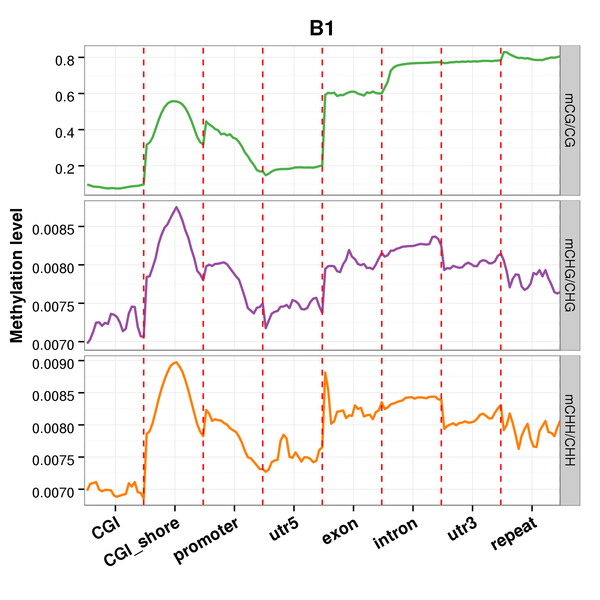 B1
Methylation level
0.8
0.6
0.4
0.2
mCG/CG
0.0085
0.0080
0.0075
0.0070
mCHG/CHG
0.0090
0.0085
0.0080
0.0075
0.0070
mCHH/CHH
CGI
CGI_shore
promoter
utr5
exon
intron
utr3
repeat